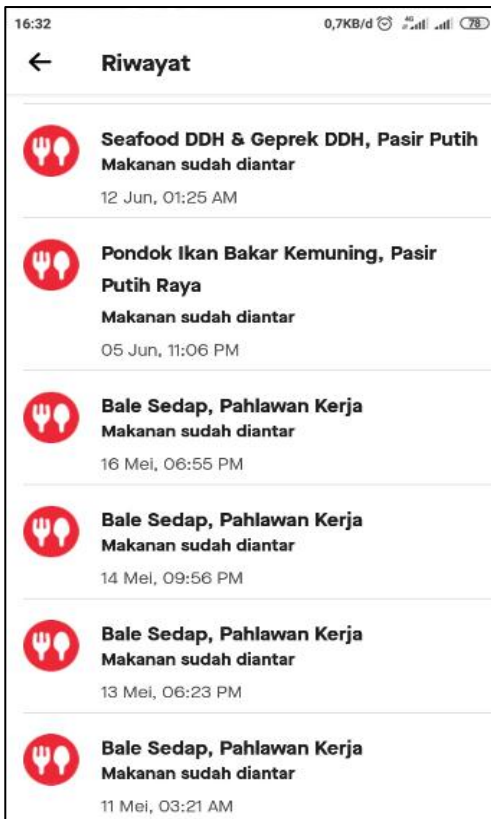 16:32
0,7KB/d 4G 78
Riwayat
Seafood DDH & Geprek DDH, Pasir Putih
Makanan sudah diantar
12 Jun, 01:25 AM
Pondok Ikan Bakar Kemuning, Pasir
Putih Raya
Makanan sudah diantar
05 Jun, 11:06 PM
Bale Sedap, Pahlawan Kerja
Makanan sudah diantar
16 Mei, 06:55 PM
Bale Sedap, Pahlawan Kerja
Makanan sudah diantar
14 Mei, 09:56 PM
Bale Sedap, Pahlawan Kerja
Makanan sudah diantar
13 Mei, 06:23 PM
Bale Sedap, Pahlawan Kerja
Makanan sudah diantar
11 Mei, 03:21 AM